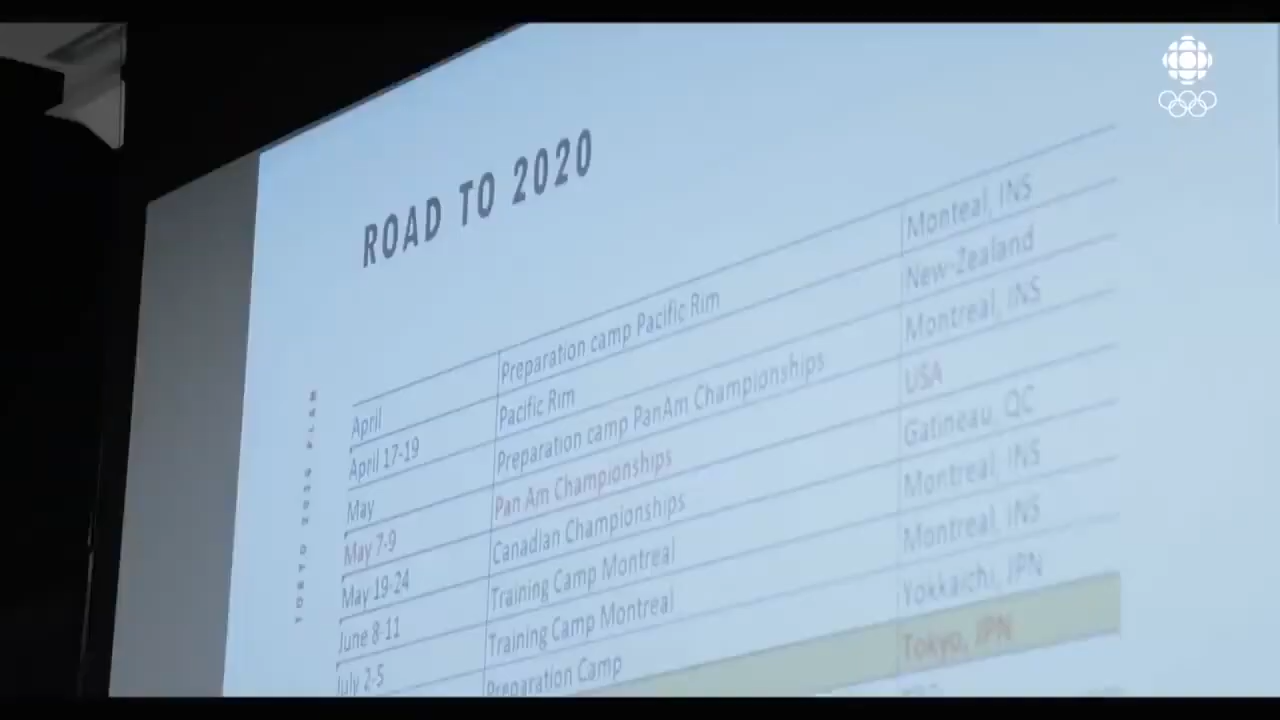 ROAD TO 2020
TOKYO PLAN
April Preparation camp Pacific Rim Monteal, INS
April 17-19 Pacific Rim New-Zealand
May Preparation camp PanAm Championships Montreal, INS
May 7-9 Pan Am Championships USA
May 19-24 Canadian Championships Gatineau, QC
June 8-11 Training Camp Montreal Montreal, INS
July 2-5 Training Camp Montreal Montreal, INS
Preparation Camp Yokkaichi, JPN
Tokyo, JPN